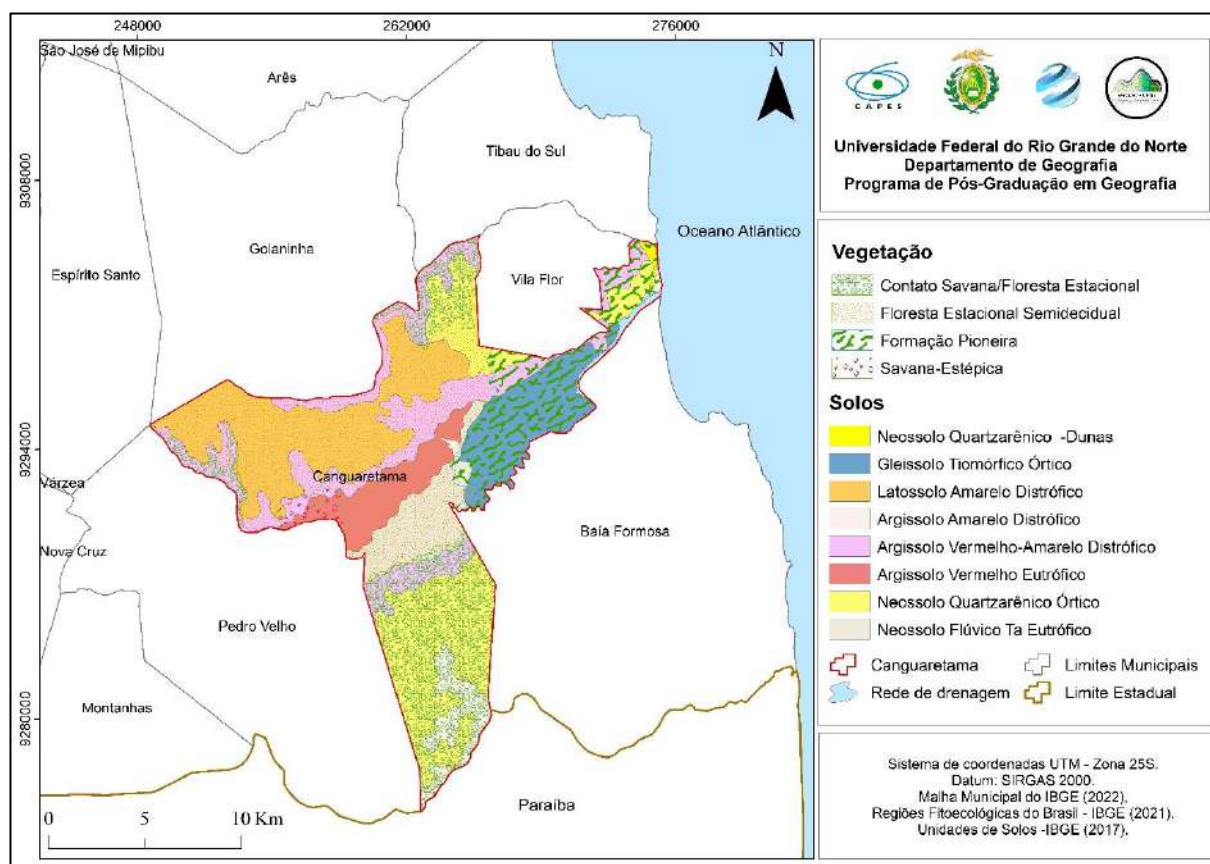 248000
262000
276000
São José de Mipibu
Arês
N
Tibau do Sul
9308000
Goianinha
Oceano Atlântico
Espírito Santo
Vila Flor
9294000
Canguaretama
Várzea
Baía Formosa
Nova Cruz
Pedro Velho
Montanhas
9280000
Paraíba
0 5 10 Km
CAPES
Universidade Federal do Rio Grande do Norte
Departamento de Geografia
Programa de Pós-Graduação em Geografia
Vegetação
Contato Savana/Floresta Estacional
Floresta Estacional Semidecidual
Formação Pioneira
Savana-Estépica
Solos
Neossolo Quartzarênico -Dunas
Gleissolo Tiomórfico Órtico
Latossolo Amarelo Distrófico
Argissolo Amarelo Distrófico
Argissolo Vermelho-Amarelo Distrófico
Argissolo Vermelho Eutrófico
Neossolo Quartzarênico Órtico
Neossolo Flúvico Ta Eutrófico
Canguaretama Limites Municipais
Rede de drenagem Limite Estadual
Sistema de coordenadas UTM - Zona 25S.
Datum: SIRGAS 2000.
Malha Municipal do IBGE (2022),
Regiões Fitoecológicas do Brasil - IBGE (2021).
Unidades de Solos -IBGE (2017).